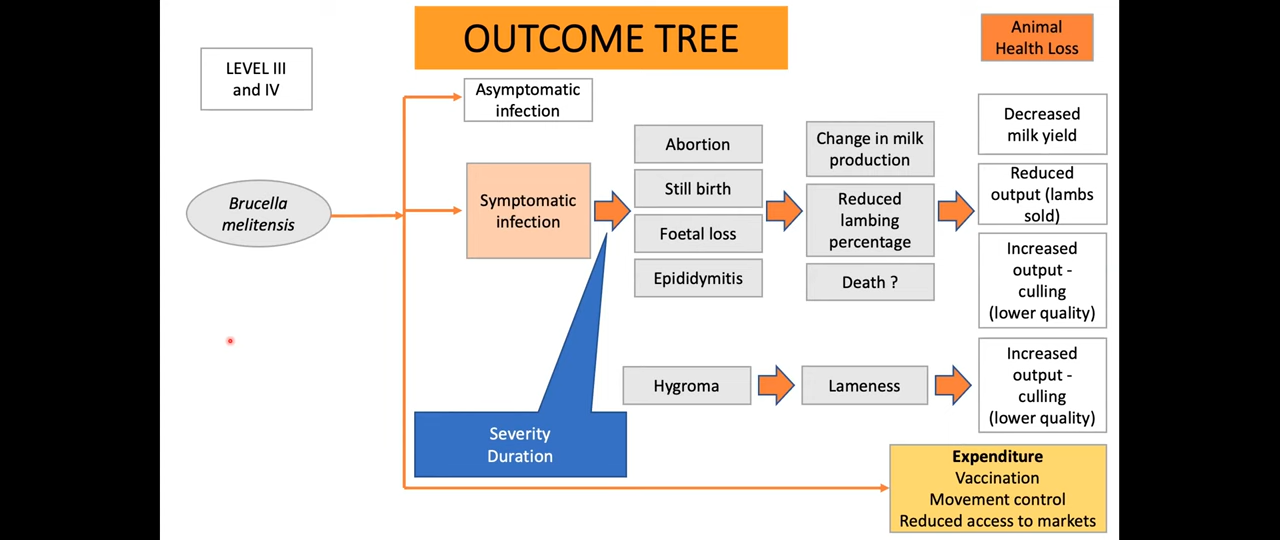 OUTCOME TREE
Animal
Health Loss
LEVEL III
and IV
Asymptomatic
infection
Brucella
melitensis
Symptomatic
infection
Abortion
Still birth
Foetal loss
Epididymitis
Change in milk
production
Reduced
lambing
percentage
Death ?
Decreased
milk yield
Reduced
output (lambs
sold)
Increased
output -
culling
(lower quality)
Hygroma
Lameness
Increased
output -
culling
(lower quality)
Severity
Duration
Expenditure
Vaccination
Movement control
Reduced access to markets